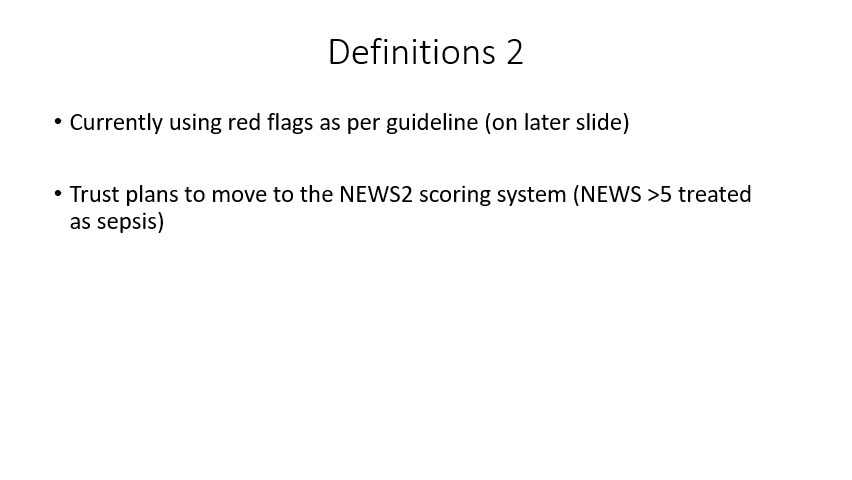 Definitions 2
• Currently using red flags as per guideline (on later slide)
• Trust plans to move to the NEWS2 scoring system (NEWS >5 treated
as sepsis)